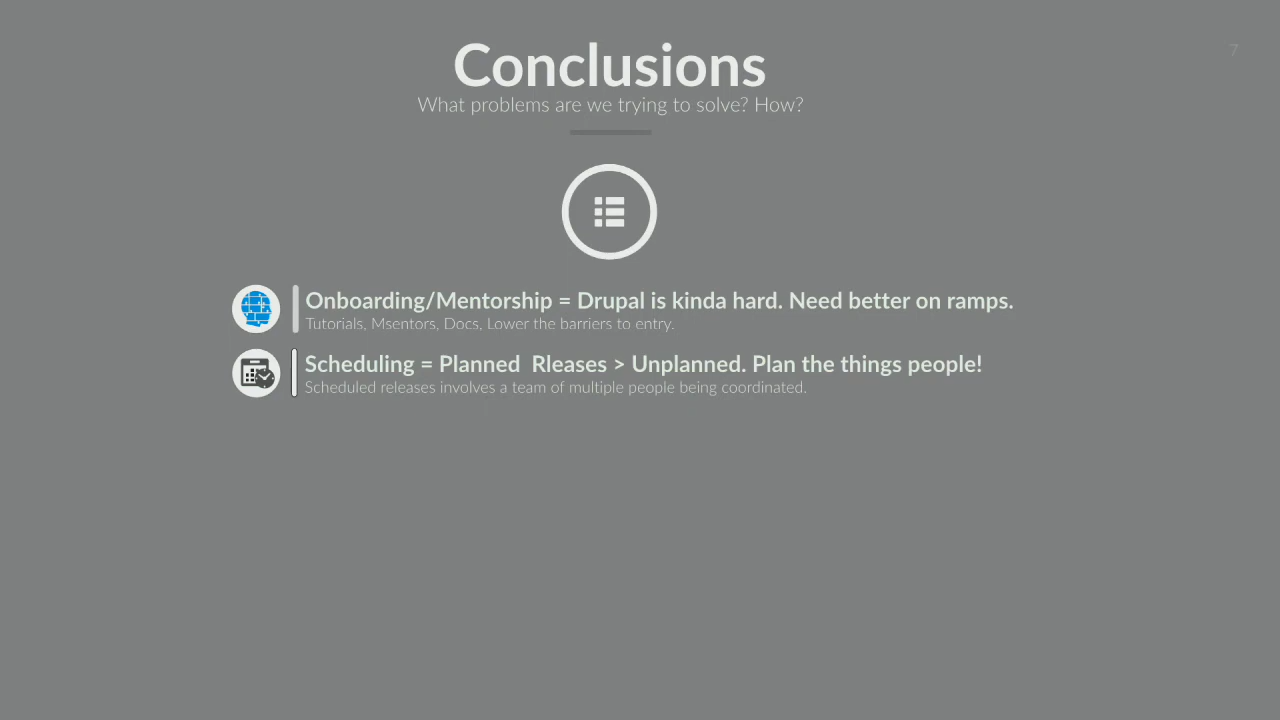 Conclusions
7
What problems are we trying to solve? How?
Onboarding/Mentorship = Drupal is kinda hard. Need better on ramps.
Tutorials, Msentors, Docs, Lower the barriers to entry.
Scheduling = Planned  Rleases > Unplanned. Plan the things people!
Scheduled releases involves a team of multiple people being coordinated.